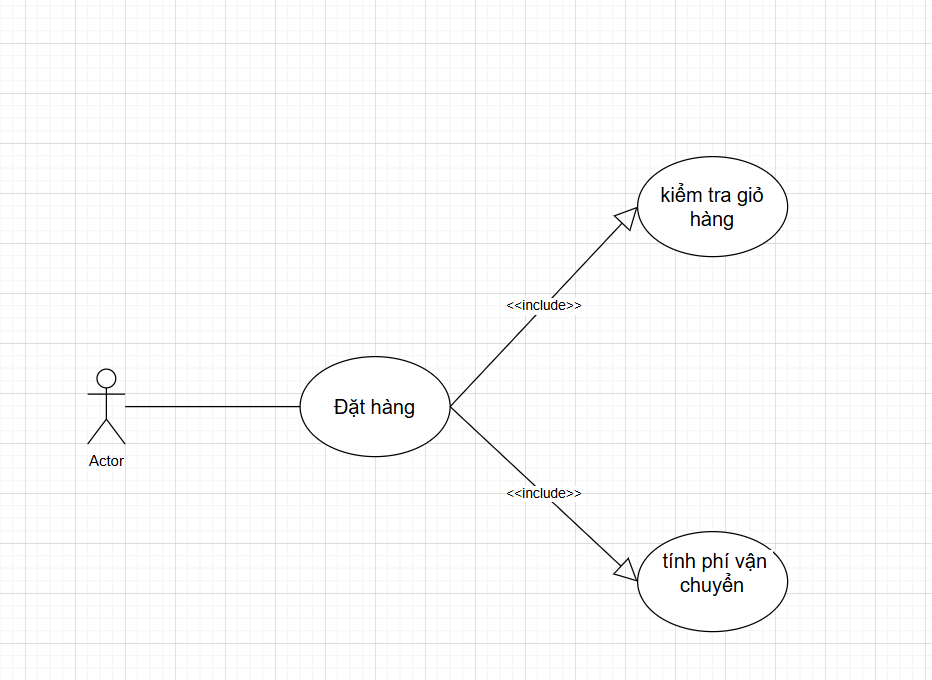 kiểm tra giỏ
hàng
<<include>>
Đặt hàng
Actor
<<include>>
tính phí vận
chuyển